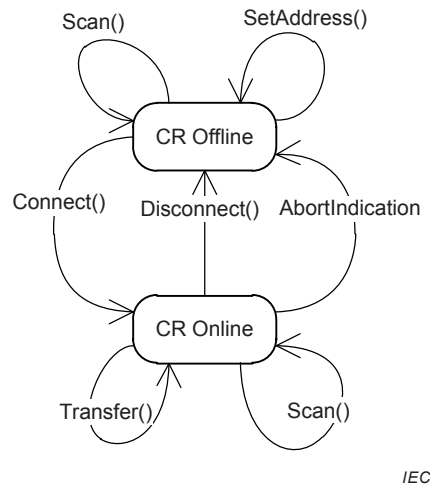 Scan()
SetAddress()
CR Offline
Connect()
Disconnect()
AbortIndication
CR Online
Transfer()
Scan()
IEC